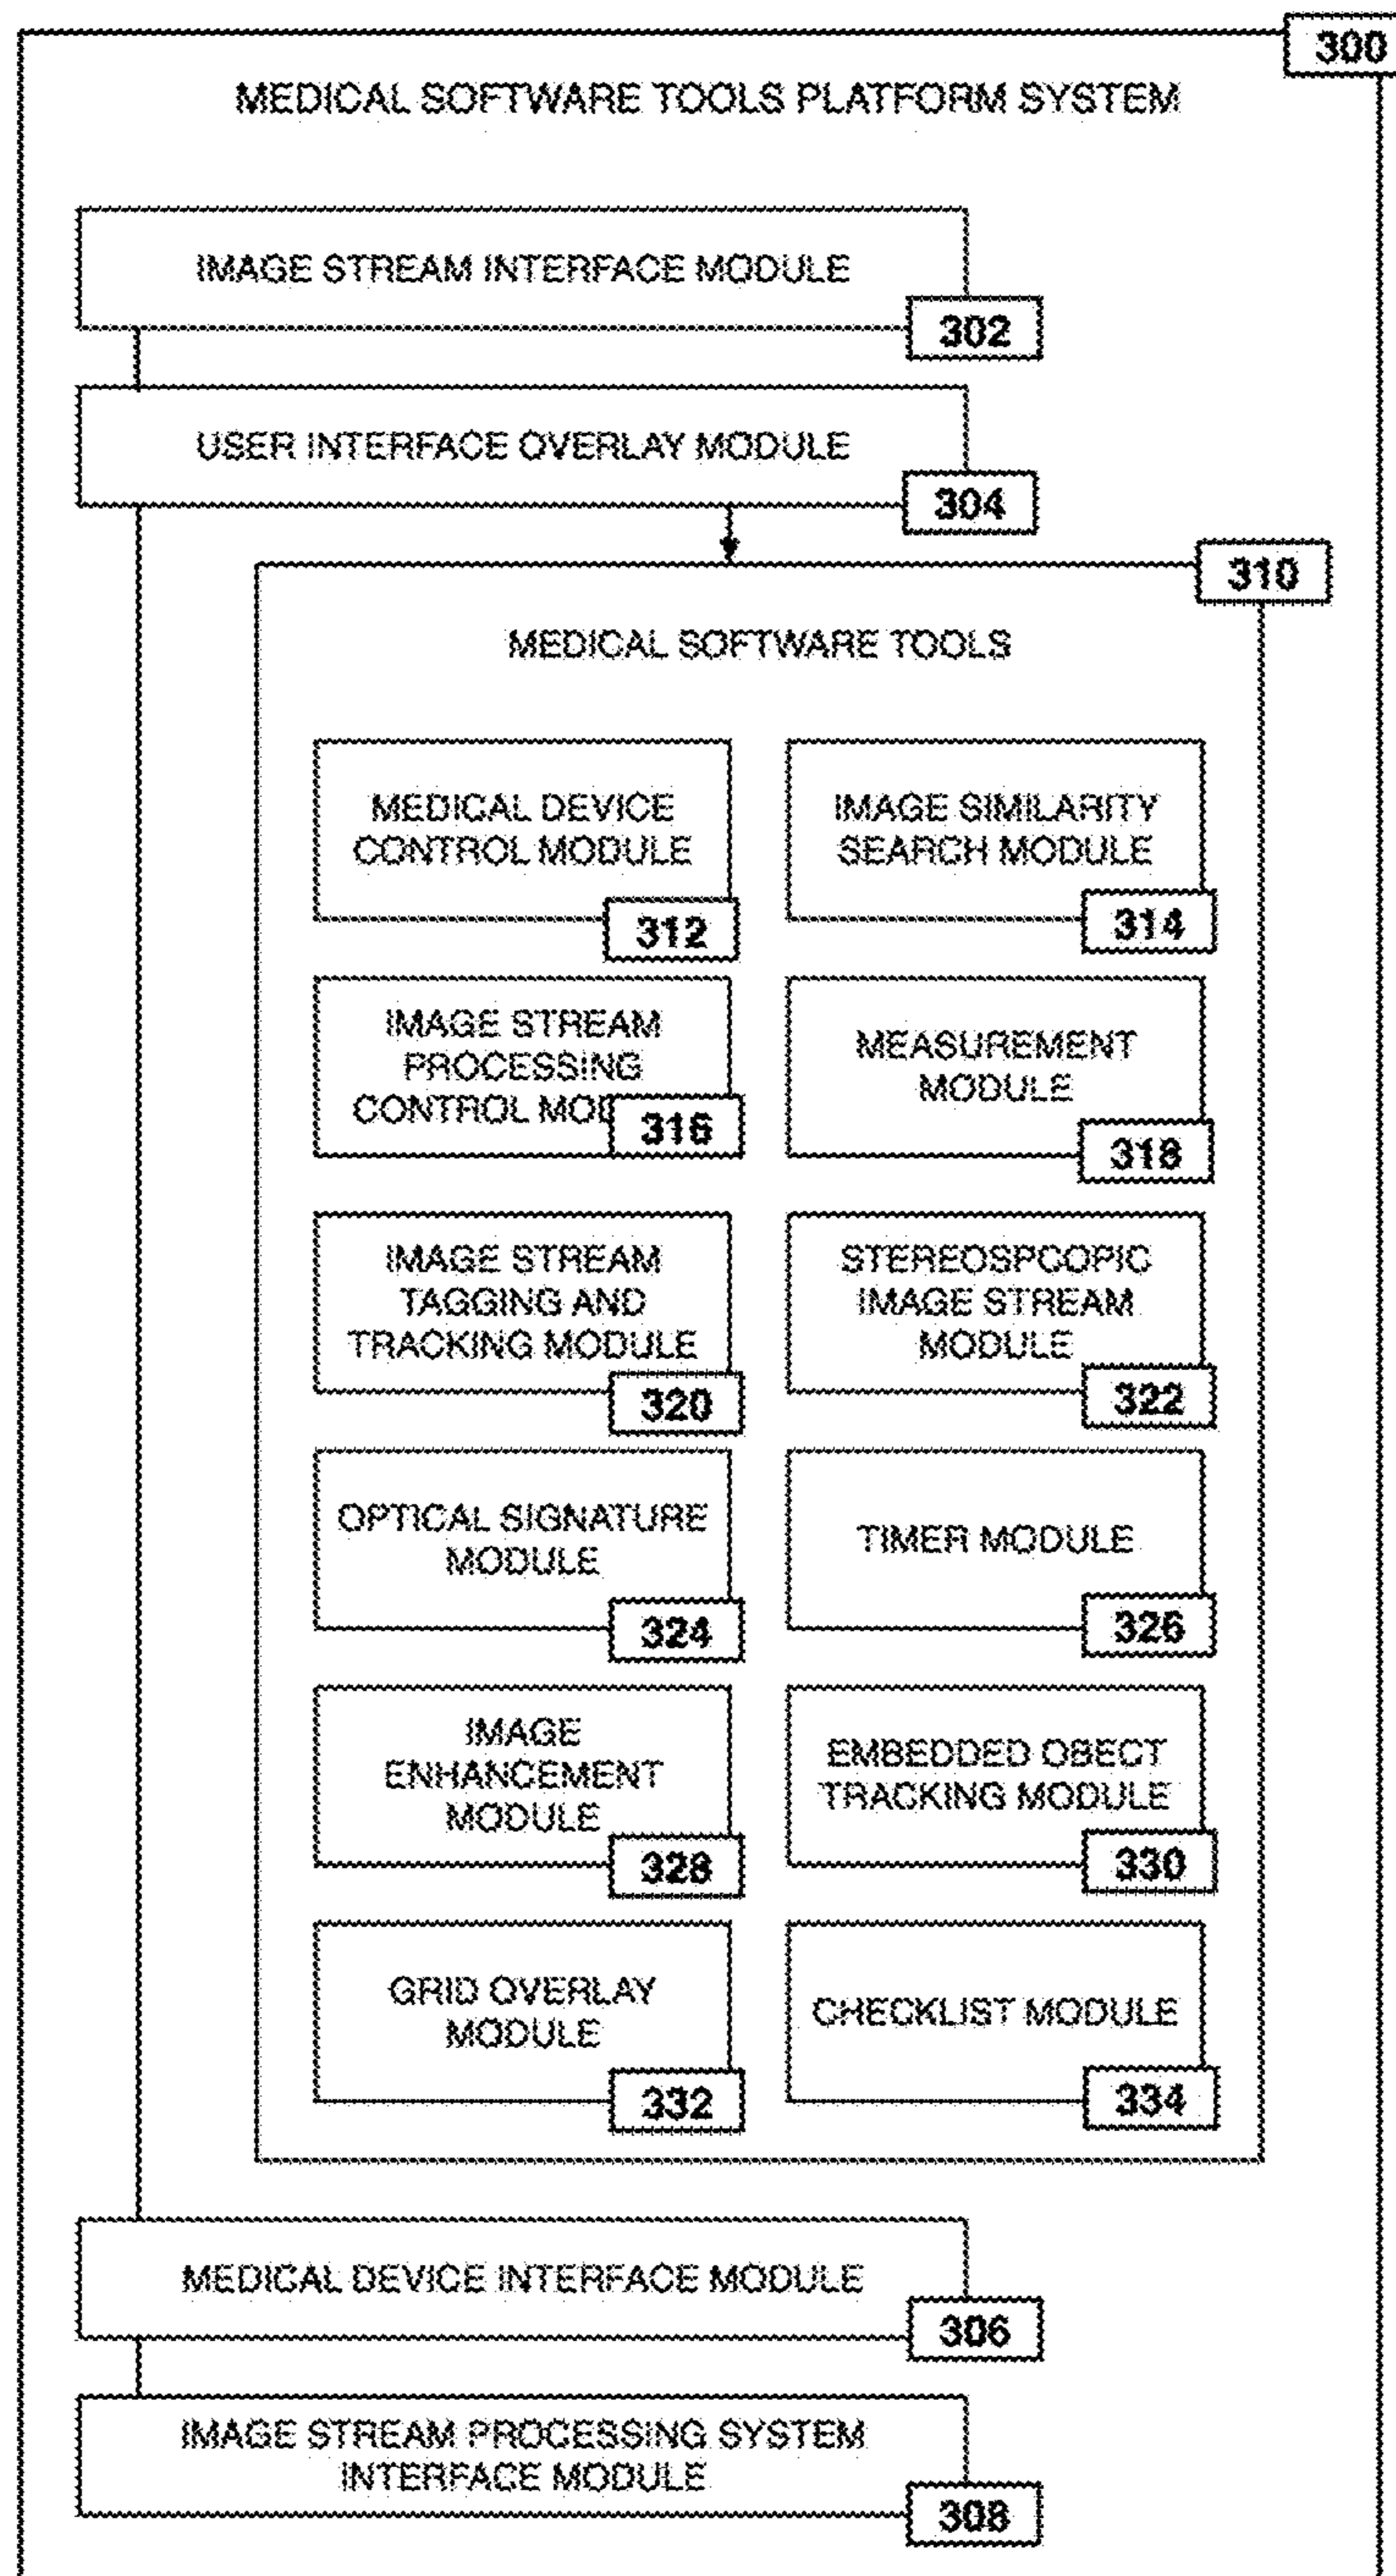 300
MEDICAL SOFTWARE TOOLS PLATFORM SYSTEM
IMAGE STREAM INTERFACE MODULE
302
USER INTERFACE OVERLAY MODULE
304
310
MEDICAL SOFTWARE TOOLS
MEDICAL DEVICE
CONTROL MODULE
312
IMAGE SIMILARITY
SEARCH MODULE
314
IMAGE STREAM
PROCESSING
CONTROL
316
MEASUREMENT
MODULE
318
IMAGE STREAM
TAGGING AND
TRACKING MODULE
320
STEREOSPCOPIC
IMAGE STREAM
MODULE
322
OPTICAL SIGNATURE
MODULE
324
TIMER MODULE
326
IMAGE
ENHANCEMENT
MODULE
328
EMBEDDED OBECT
TRACKING MODULE
330
GRID OVERLAY
MODULE
332
CHECKLIST MODULE
334
MEDICAL DEVICE INTERFACE MODULE
306
IMAGE STREAM PROCESSING SYSTEM
INTERFACE MODULE
308